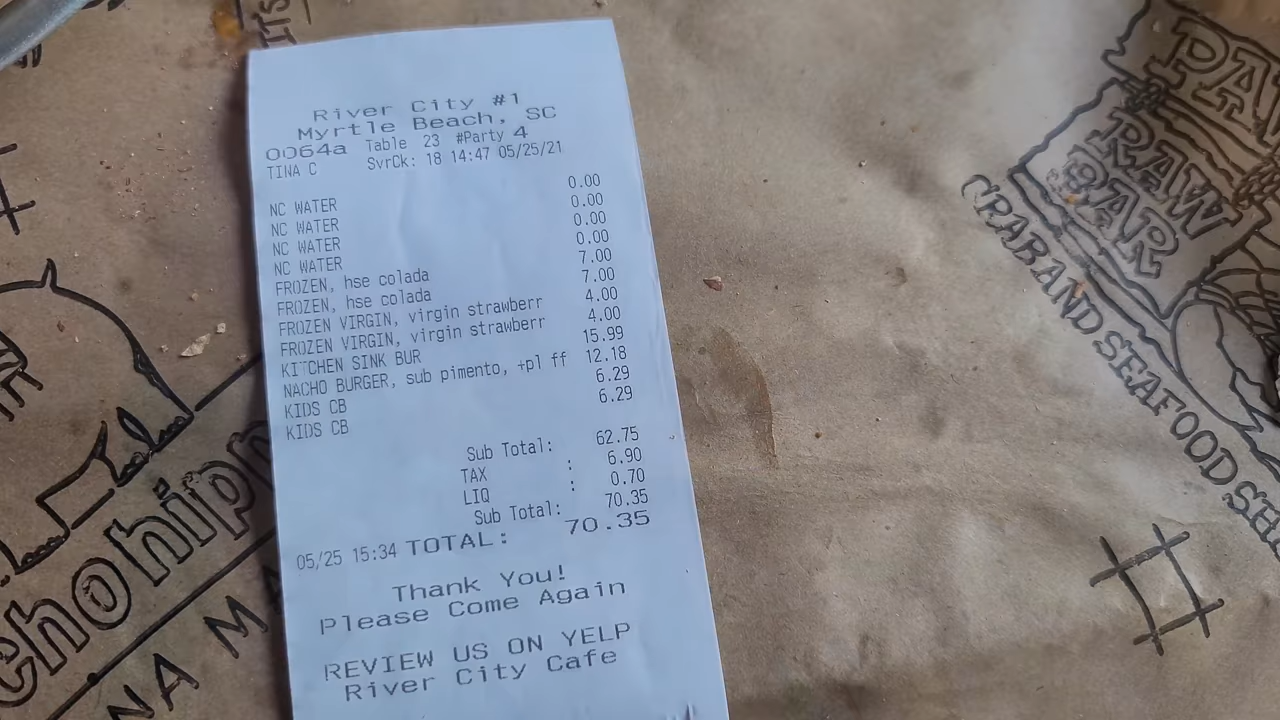 River City #1
Myrtle Beach, SC
0064a Table 23 #Party 4
TINA C SvrCk: 18 14:47 05/25/21
NC WATER 0.00
NC WATER 0.00
NC WATER 0.00
NC WATER 0.00
FROZEN, hse colada 7.00
FROZEN, hse colada 7.00
FROZEN VIRGIN, virgin strawberr 4.00
FROZEN VIRGIN, virgin strawberr 4.00
KITCHEN SINK BUR 15.99
NACHO BURGER, sub pimento, +pl ff 12.18
KIDS CB 6.29
KIDS CB 6.29
Sub Total: 62.75
TAX : 6.90
LIQ : 0.70
Sub Total: 70.35
05/25 15:34 TOTAL: 70.35
Thank You!
Please Come Again
REVIEW US ON YELP
River City Cafe
RAW
BAR
CRAB AND SEAFOOD